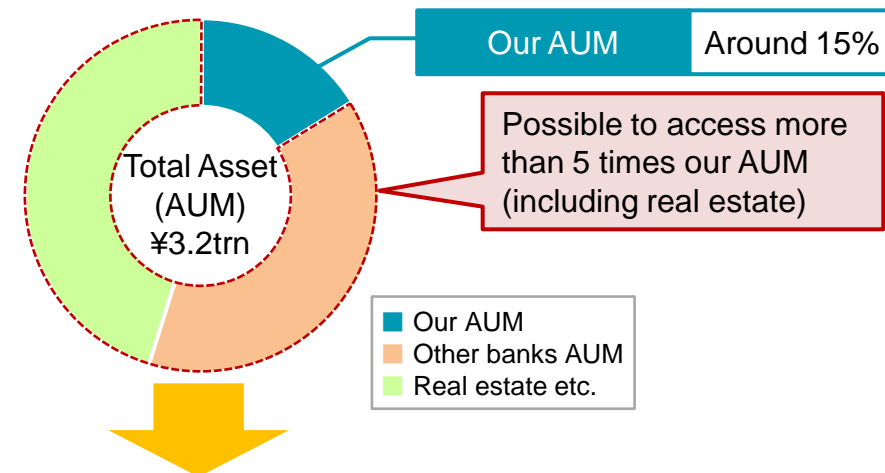 Our AUM
Around 15%
Possible to access more
than 5 times our AUM
(including real estate)
Total Asset
(AUM)
¥3.2trn
Our AUM
Other banks AUM
Real estate etc.